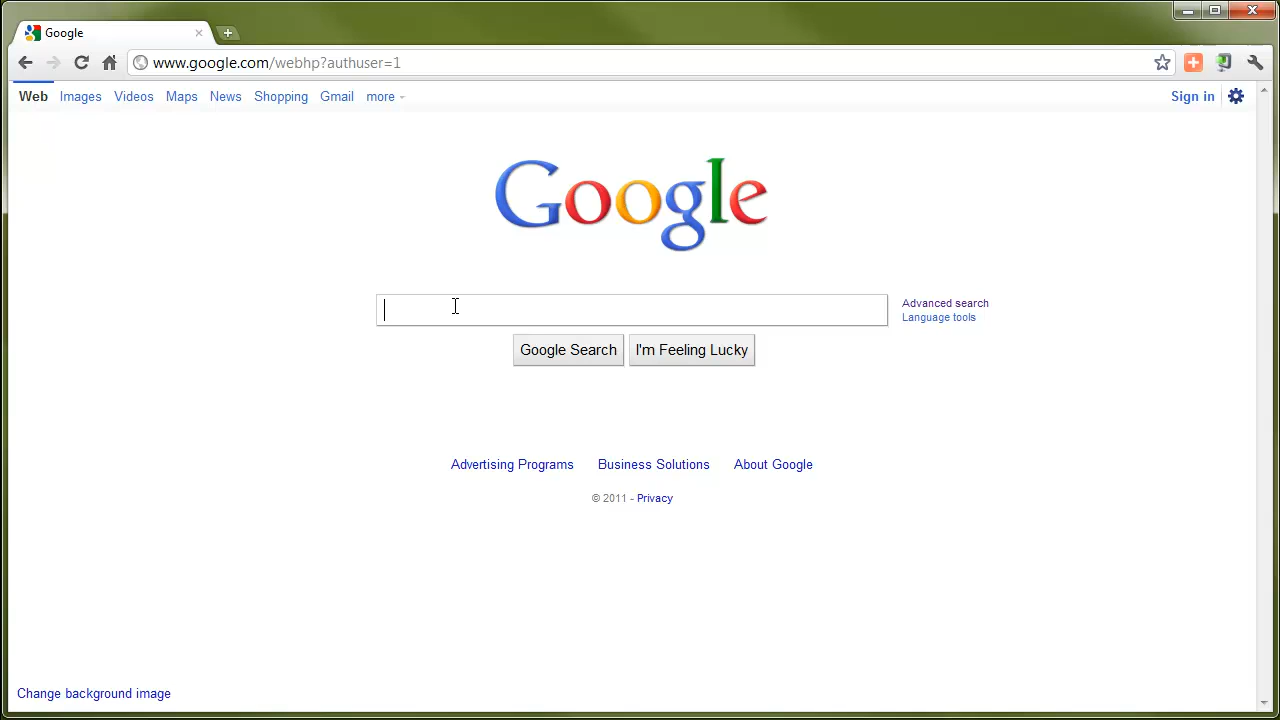 Google
www.google.com/webhp?authuser=1
Web Images Videos Maps News Shopping Gmail more Sign in
Google
Advanced search
Language tools
Google Search I'm Feeling Lucky
Advertising Programs Business Solutions About Google
© 2011 - Privacy
Change background image